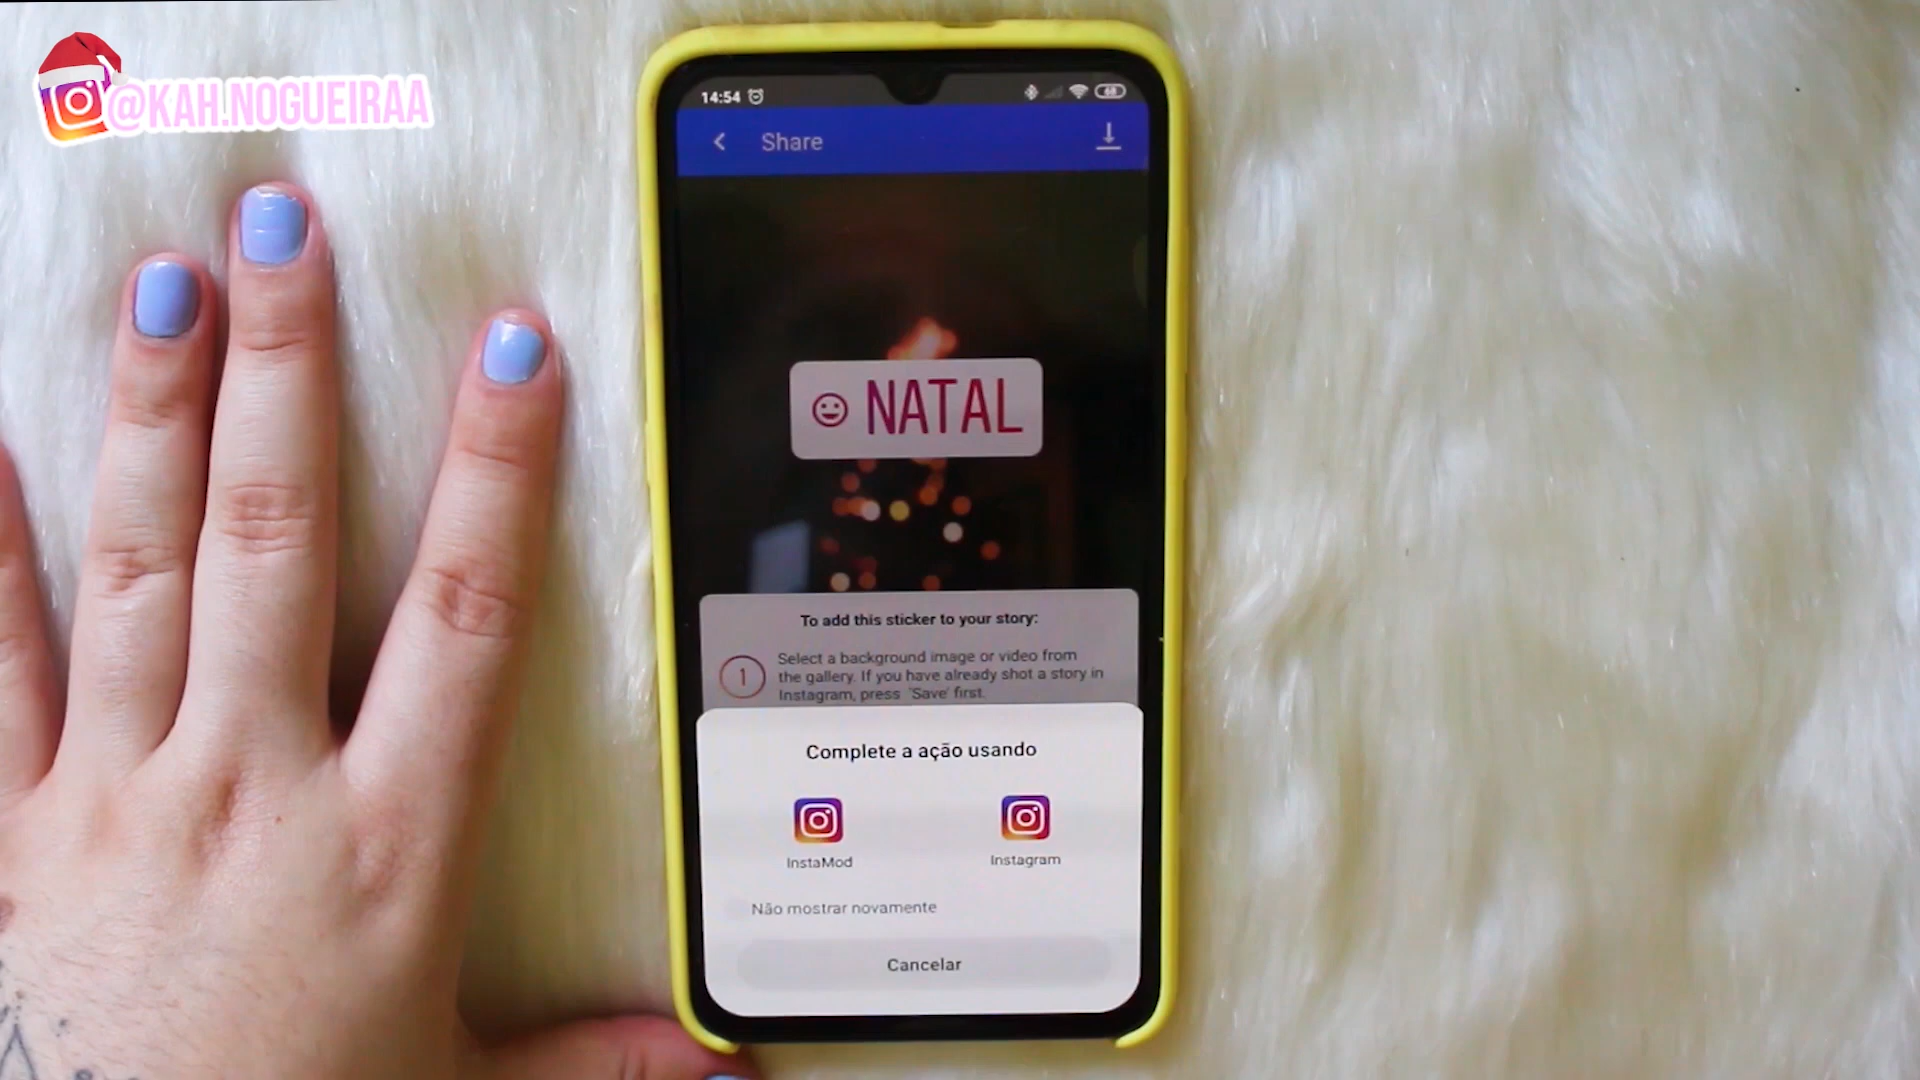 @KAH.NOGUEIRAA
14:54
68
Share
NATAL
To add this sticker to your story:
1
Select a background image or video from
the gallery. If you have already shot a story in
Instagram, press 'Save' first.
Complete a ação usando
InstaMod
Instagram
Não mostrar novamente
Cancelar